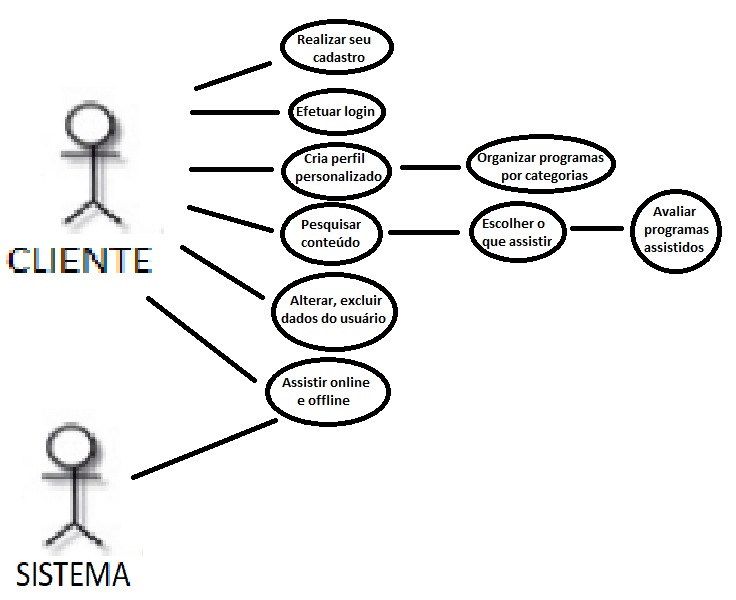 Realizar seu
cadastro
Efetuar login
Cria perfil
personalizado
Organizar programas
por categorias
Pesquisar
conteúdo
Escolher o
que assistir
Avaliar
programas
assistidos
CLIENTE
Alterar, excluir
dados do usuário
Assistir online
e offline
SISTEMA